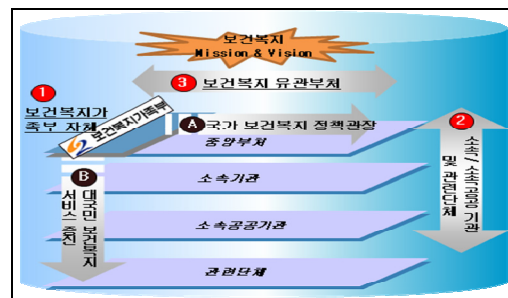 보건복지
Mission & Vision
3 보건복지 유관부처
1
보건복지가
족부 자체
보건복지가족부
A 국가 보건복지 정책관장
중앙부처
2
소속/소속공공 기관
및 관련단체
소속기관
B
대국민 보건복지
서비스 증진
소속공공기관
관련단체